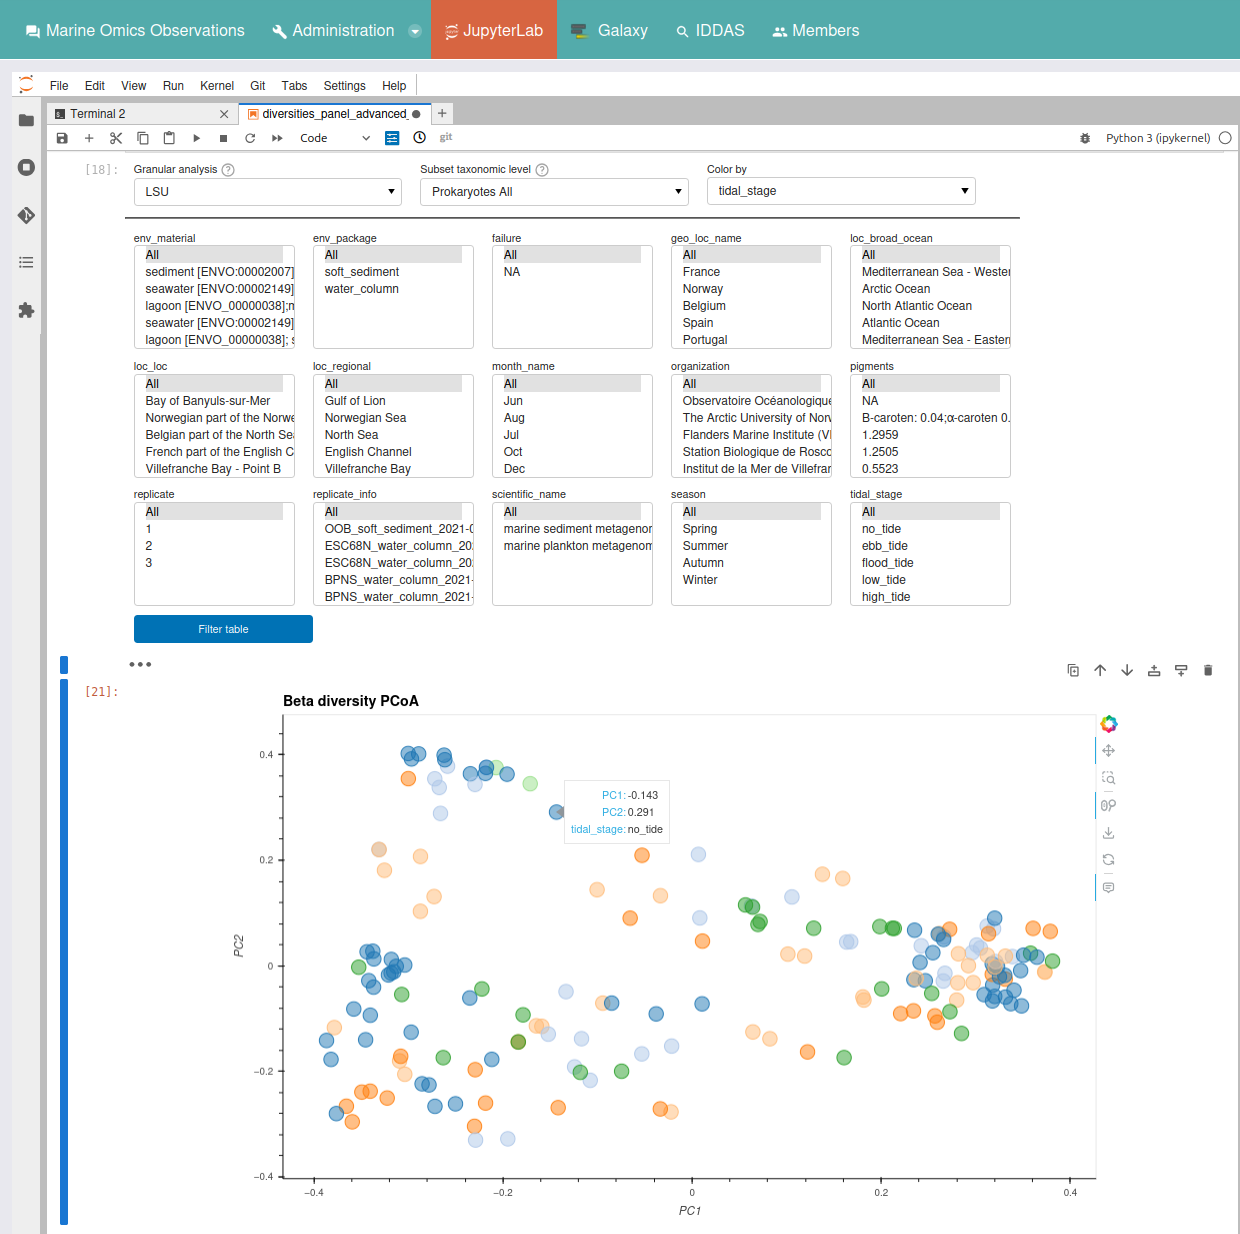 Marine Omics Observations Administration JupyterLab Galaxy IDDAS Members
File Edit View Run Kernel Git Tabs Settings Help
Terminal 2 diversities_panel_advanced_
Code git Python 3 (ipykernel)
[18]:
Granular analysis ? Subset taxonomic level ? Color by
LSU Prokaryotes All tidal_stage
env_material env_package failure geo_loc_name loc_broad_ocean
All All All All All
sediment [ENVO:00002007] soft_sediment NA France Mediterranean Sea - Wester
seawater [ENVO:00002149] water_column Norway Arctic Ocean
lagoon [ENVO_00000038];m Belgium North Atlantic Ocean
seawater [ENVO:00002149] Spain Atlantic Ocean
lagoon [ENVO_00000038]; s Portugal Mediterranean Sea - Easter
loc_loc loc_regional month_name organization pigments
All All All All All
Bay of Banyuls-sur-Mer Gulf of Lion Jun Observatoire Océanologique NA
Norwegian part of the Norwe Norwegian Sea Aug The Arctic University of Norw B-caroten: 0.04;α-caroten 0.
Belgian part of the North Sea North Sea Jul Flanders Marine Institute (VL 1.2959
French part of the English C English Channel Oct Station Biologique de Rosco 1.2505
Villefranche Bay - Point B Villefranche Bay Dec Institut de la Mer de Villefran 0.5523
replicate replicate_info scientific_name season tidal_stage
All All All All All
1 OOB_soft_sediment_2021-0 marine sediment metagenom Spring no_tide
2 ESC68N_water_column_202 marine plankton metagenom Summer ebb_tide
3 ESC68N_water_column_202 Autumn flood_tide
BPNS_water_column_2021- Winter low_tide
BPNS_water_column_2021- high_tide
Filter table
[21]:
Beta diversity PCoA
0.4
PC1: -0.143
PC2: 0.291
tidal_stage: no_tide
0.2
PC2
0
−0.2
−0.4
−0.4 −0.2 0 0.2 0.4
PC1